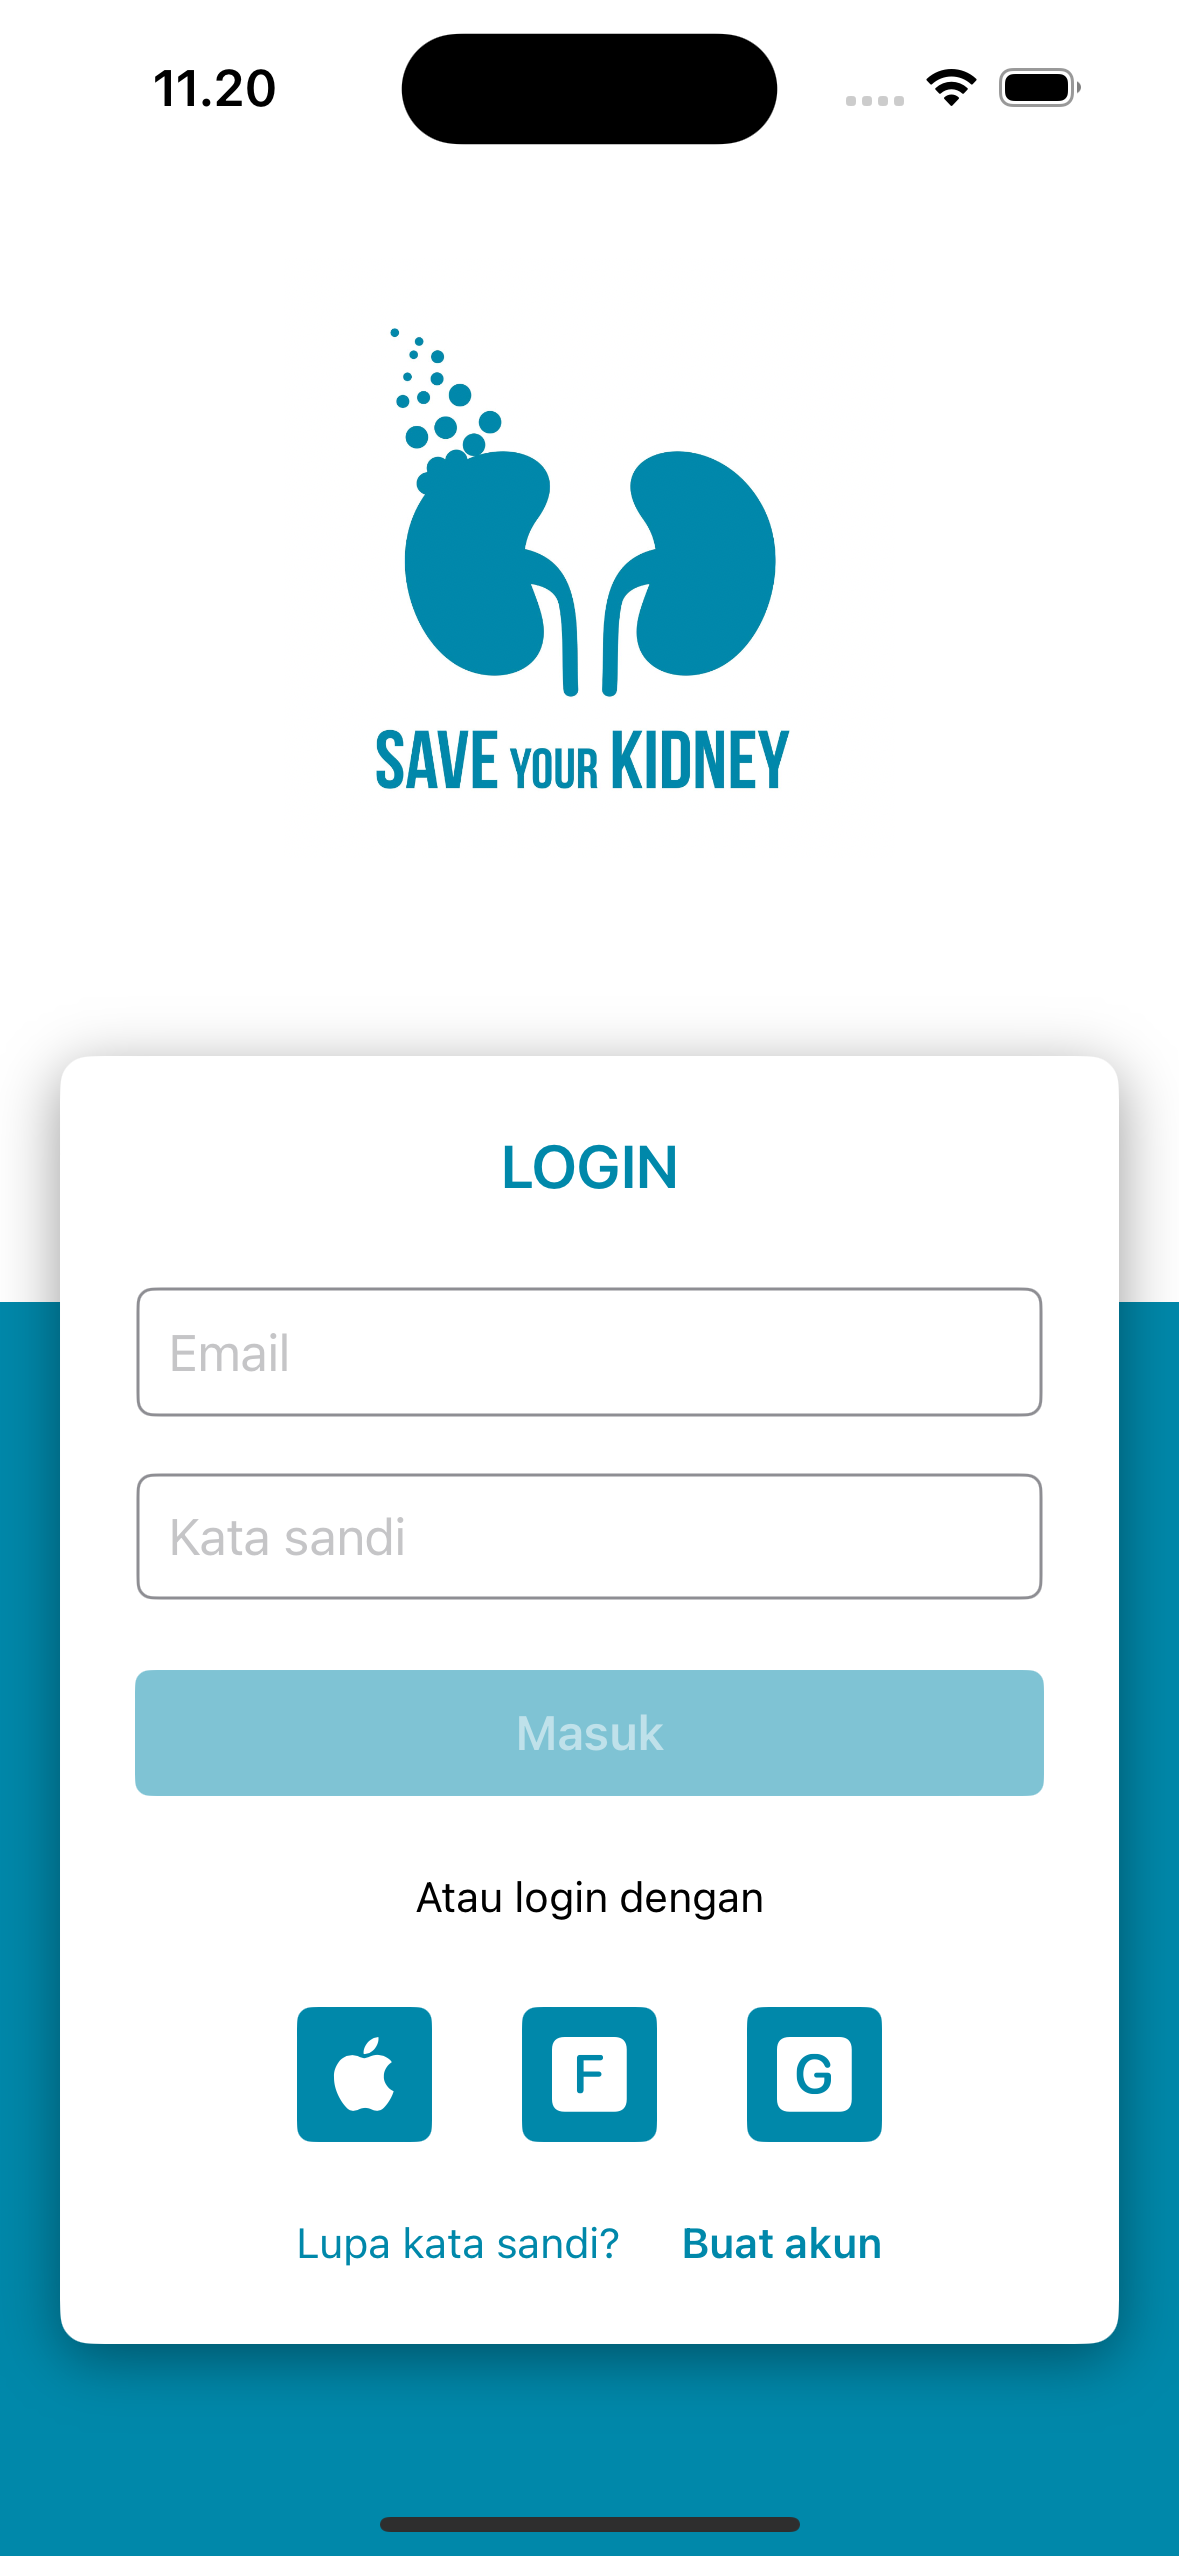 11.20
SAVE YOUR KIDNEY
LOGIN
Email
Kata sandi
Masuk
Atau login dengan
F G
Lupa kata sandi? Buat akun